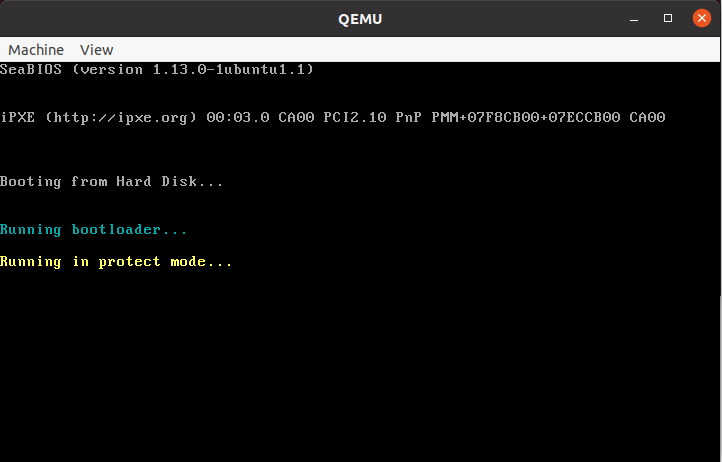 QEMU
Machine View
SeaBIOS (version 1.13.0-1ubuntu1.1)
iPXE (http://ipxe.org) 00:03.0 CA00 PCI2.10 PnP PMM+07F8CB00+07ECCB00 CA00
Booting from Hard Disk...
Running bootloader...
Running in protect mode...